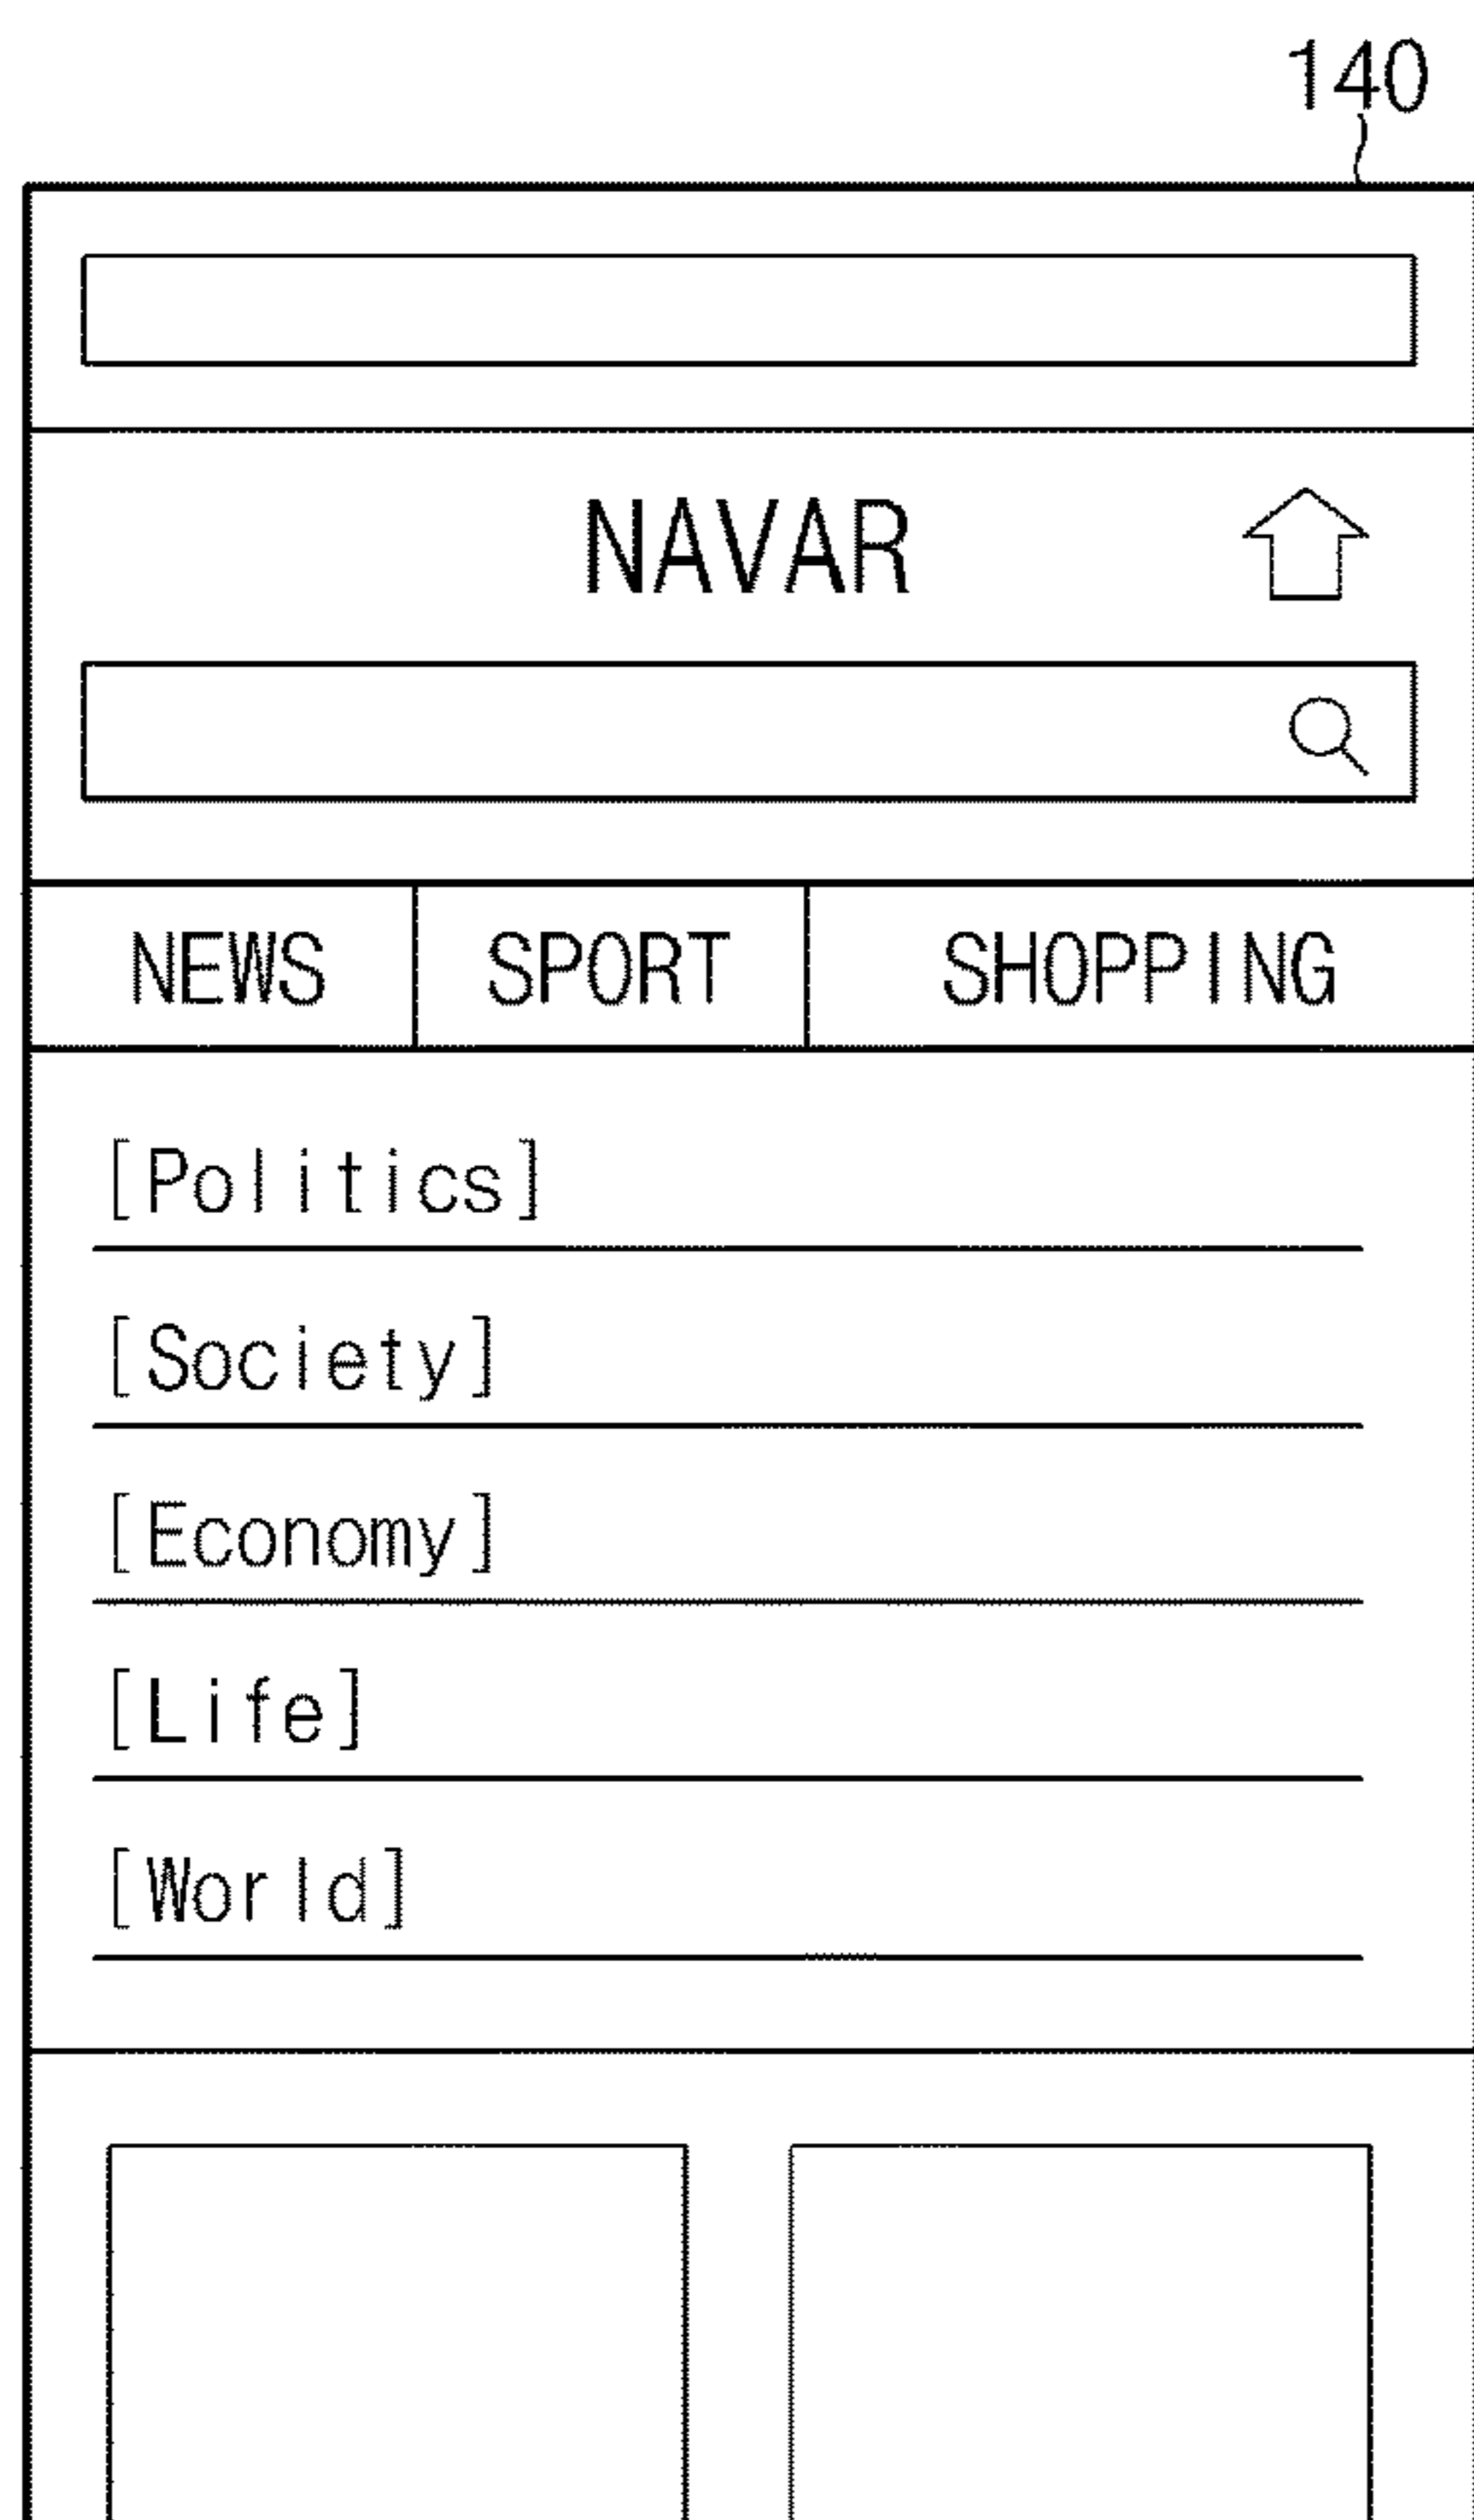 140
NAVAR
NEWS SPORT SHOPPING
[Politics]
[Society]
[Economy]
[Life]
[World]